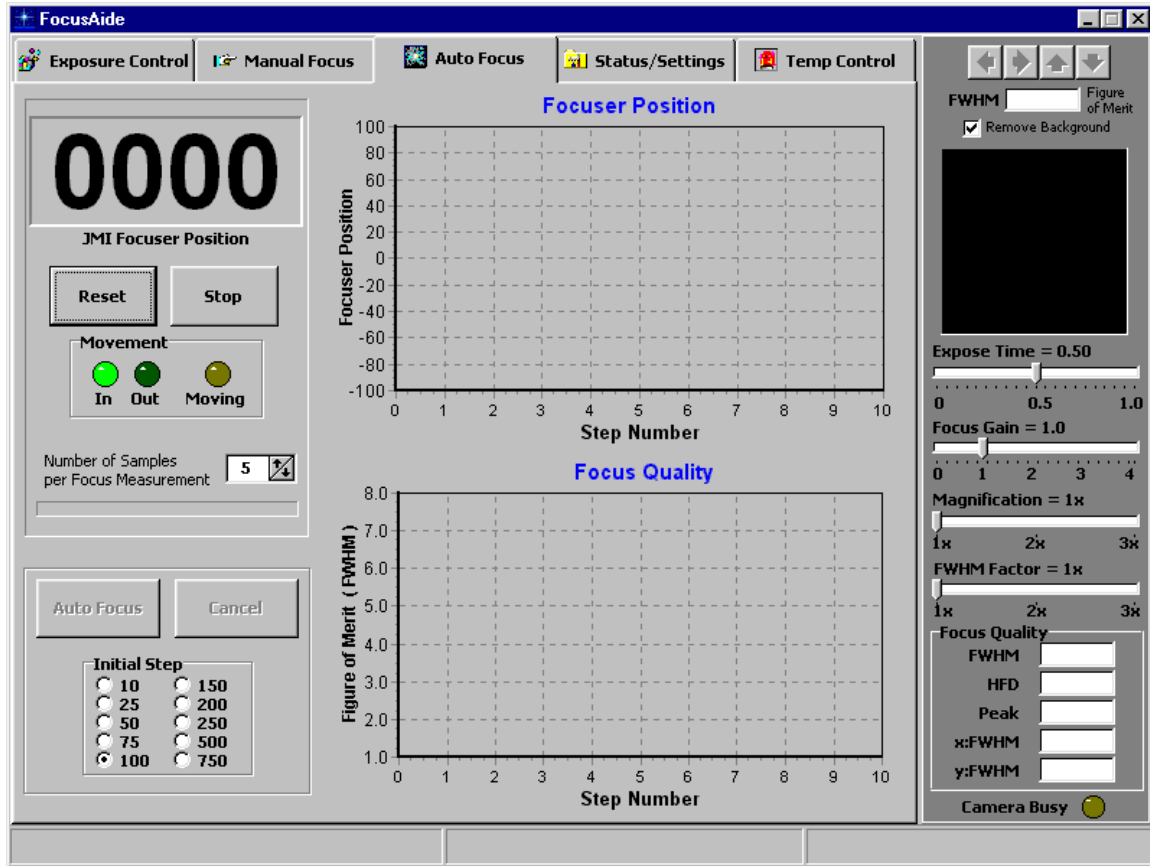 FocusAide
Exposure Control
Manual Focus
Auto Focus
Status/Settings
Temp Control
0000
JMI Focuser Position
Reset
Stop
Movement
In
Out
Moving
Number of Samples
per Focus Measurement
5
Auto Focus
Cancel
Initial Step
10
150
25
200
50
250
75
500
100
750
Focuser Position
Focuser Position
100
80
60
40
20
0
-20
-40
-60
-80
-100
0 1 2 3 4 5 6 7 8 9 10
Step Number
Focus Quality
Figure of Merit ( FWHM )
8.0
7.0
6.0
5.0
4.0
3.0
2.0
1.0
0 1 2 3 4 5 6 7 8 9 10
Step Number
FWHM
Figure
of Merit
Remove Background
Expose Time = 0.50
0 0.5 1.0
Focus Gain = 1.0
0 1 2 3 4
Magnification = 1x
1x 2x 3x
FWHM Factor = 1x
1x 2x 3x
Focus Quality
FWHM
HFD
Peak
x:FWHM
y:FWHM
Camera Busy